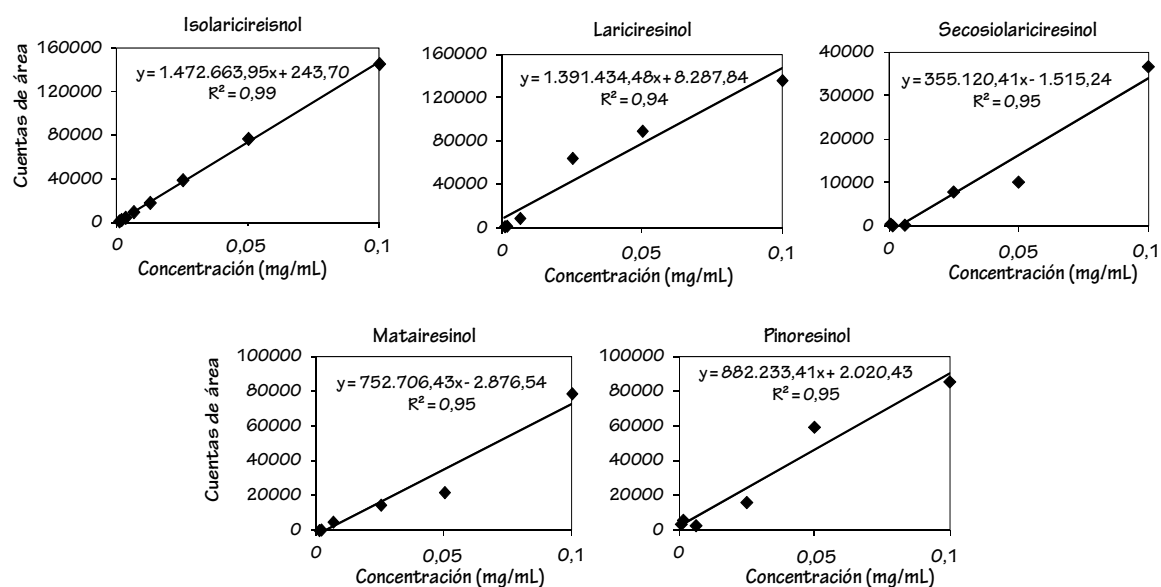 Isolaricireisnol
Cuentas de área
160000
120000
80000
40000
0
y= 1.472.663,95x+ 243,70
R²=0,99
0
0,05
0,1
Concentración (mg/mL)
Lariciresinol
160000
120000
80000
40000
0
y= 1.391.434,48x+ 8.287,84
R²=0,94
0
0,05
0,1
Concentración (mg/mL)
Secosiolariciresinol
40000
30000
20000
10000
0
y= 355.120,41x- 1.515,24
R²=0,95
0
0,05
0,1
Concentración (mg/mL)
Matairesinol
Cuentas de área
100000
80000
60000
40000
20000
0
y= 752.706,43x- 2.876,54
R²=0,95
0
0,05
0,1
Concentración (mg/mL)
Pinoresinol
100000
80000
60000
40000
20000
0
y=882.233,41x+ 2.020,43
R²=0,95
0
0,05
0,1
Concentración (mg/mL)